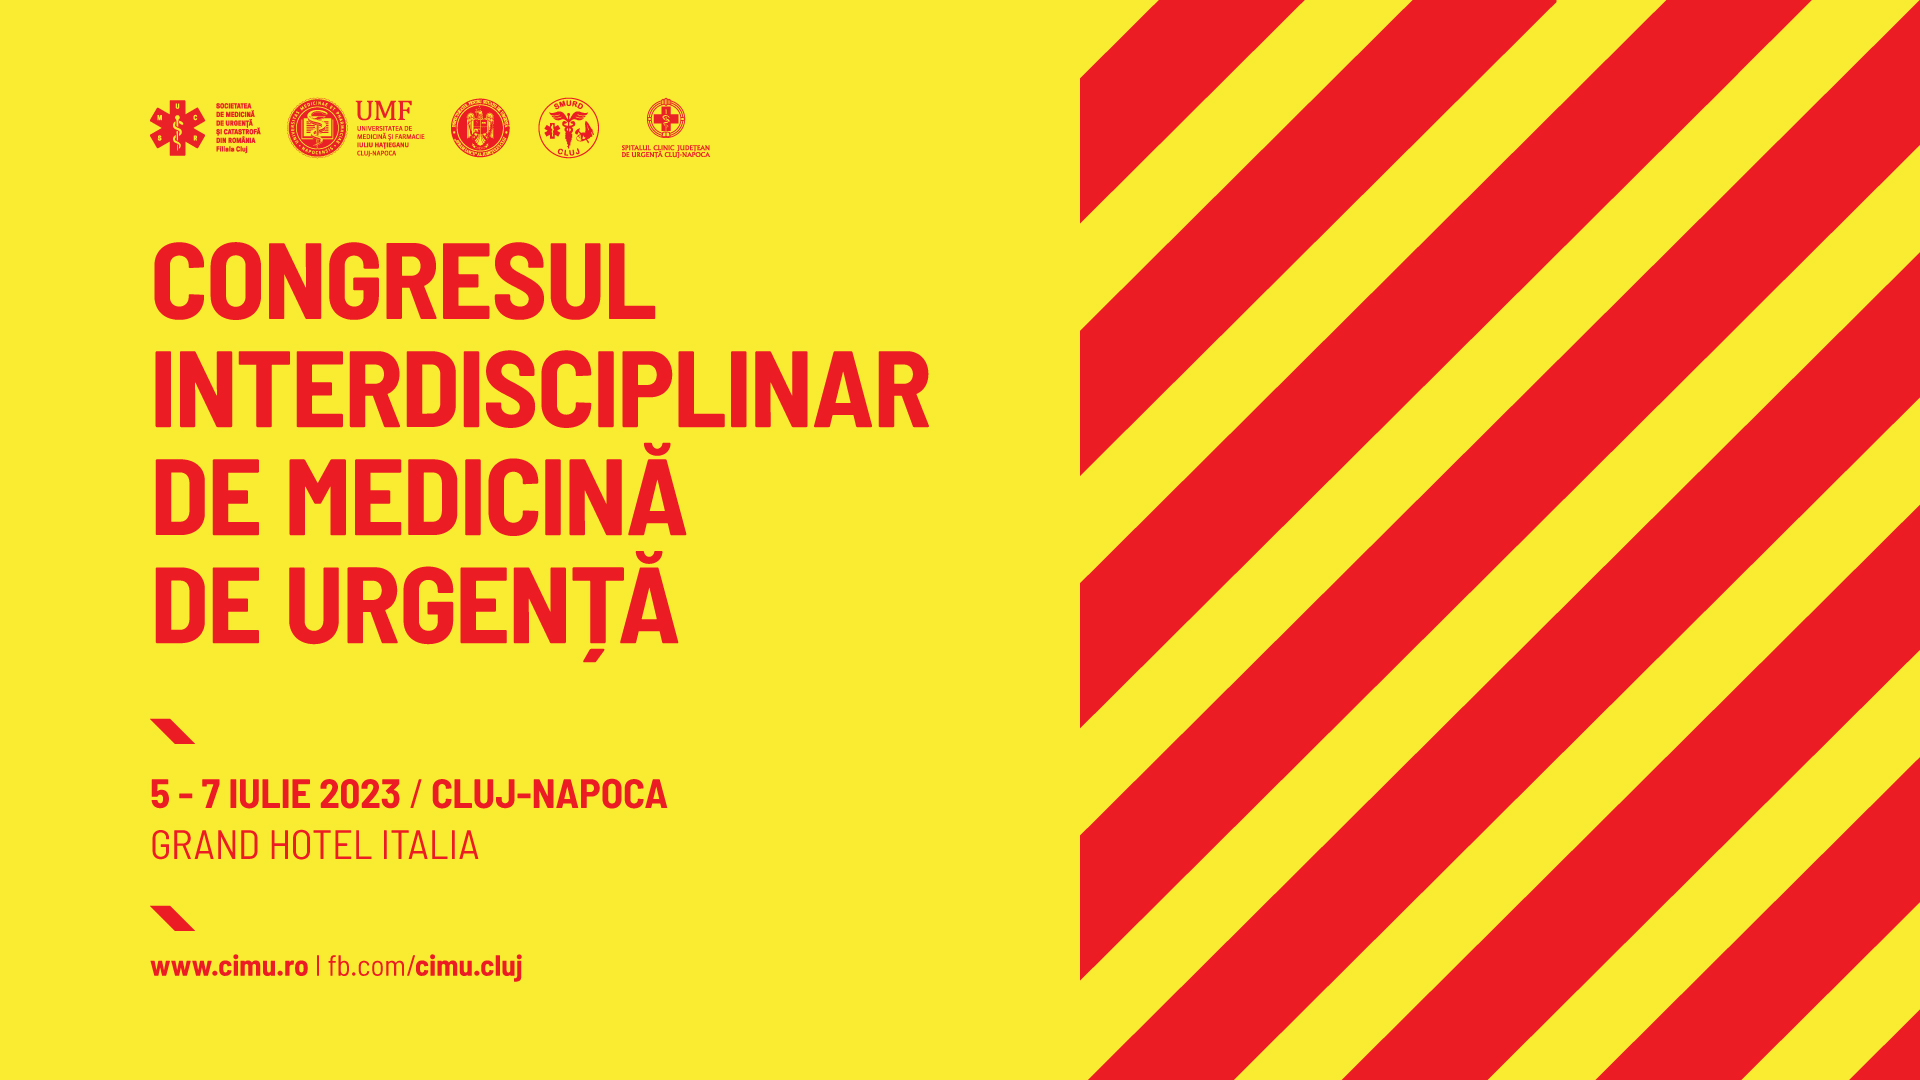 U
M C
S R
SOCIETATEA
DE MEDICINĂ
DE URGENȚĂ
ȘI CATASTROFĂ
DIN ROMÂNIA
Filiala Cluj
UMF
UNIVERSITATEA DE
MEDICINĂ ȘI FARMACIE
IULIU HAȚIEGANU
CLUJ-NAPOCA
SMURD
CLUJ
SPITALUL CLINIC JUDEȚEAN
DE URGENȚĂ CLUJ-NAPOCA
CONGRESUL
INTERDISCIPLINAR
DE MEDICINĂ
DE URGENȚĂ
5 - 7 IULIE 2023 / CLUJ-NAPOCA
GRAND HOTEL ITALIA
www.cimu.ro | fb.com/cimu.cluj